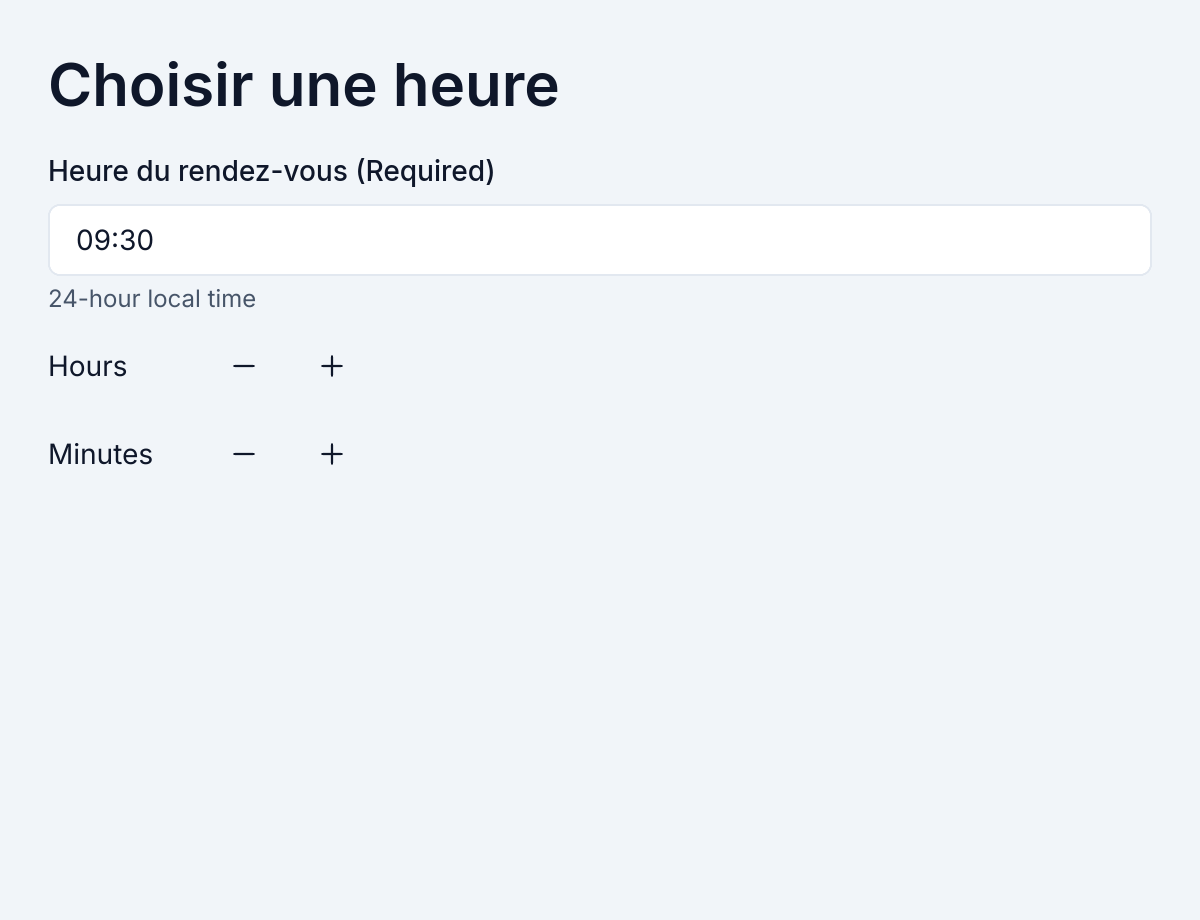 Choisir une heure
Heure du rendez-vous (Required)
09:30
24-hour local time
Hours − +
Minutes − +